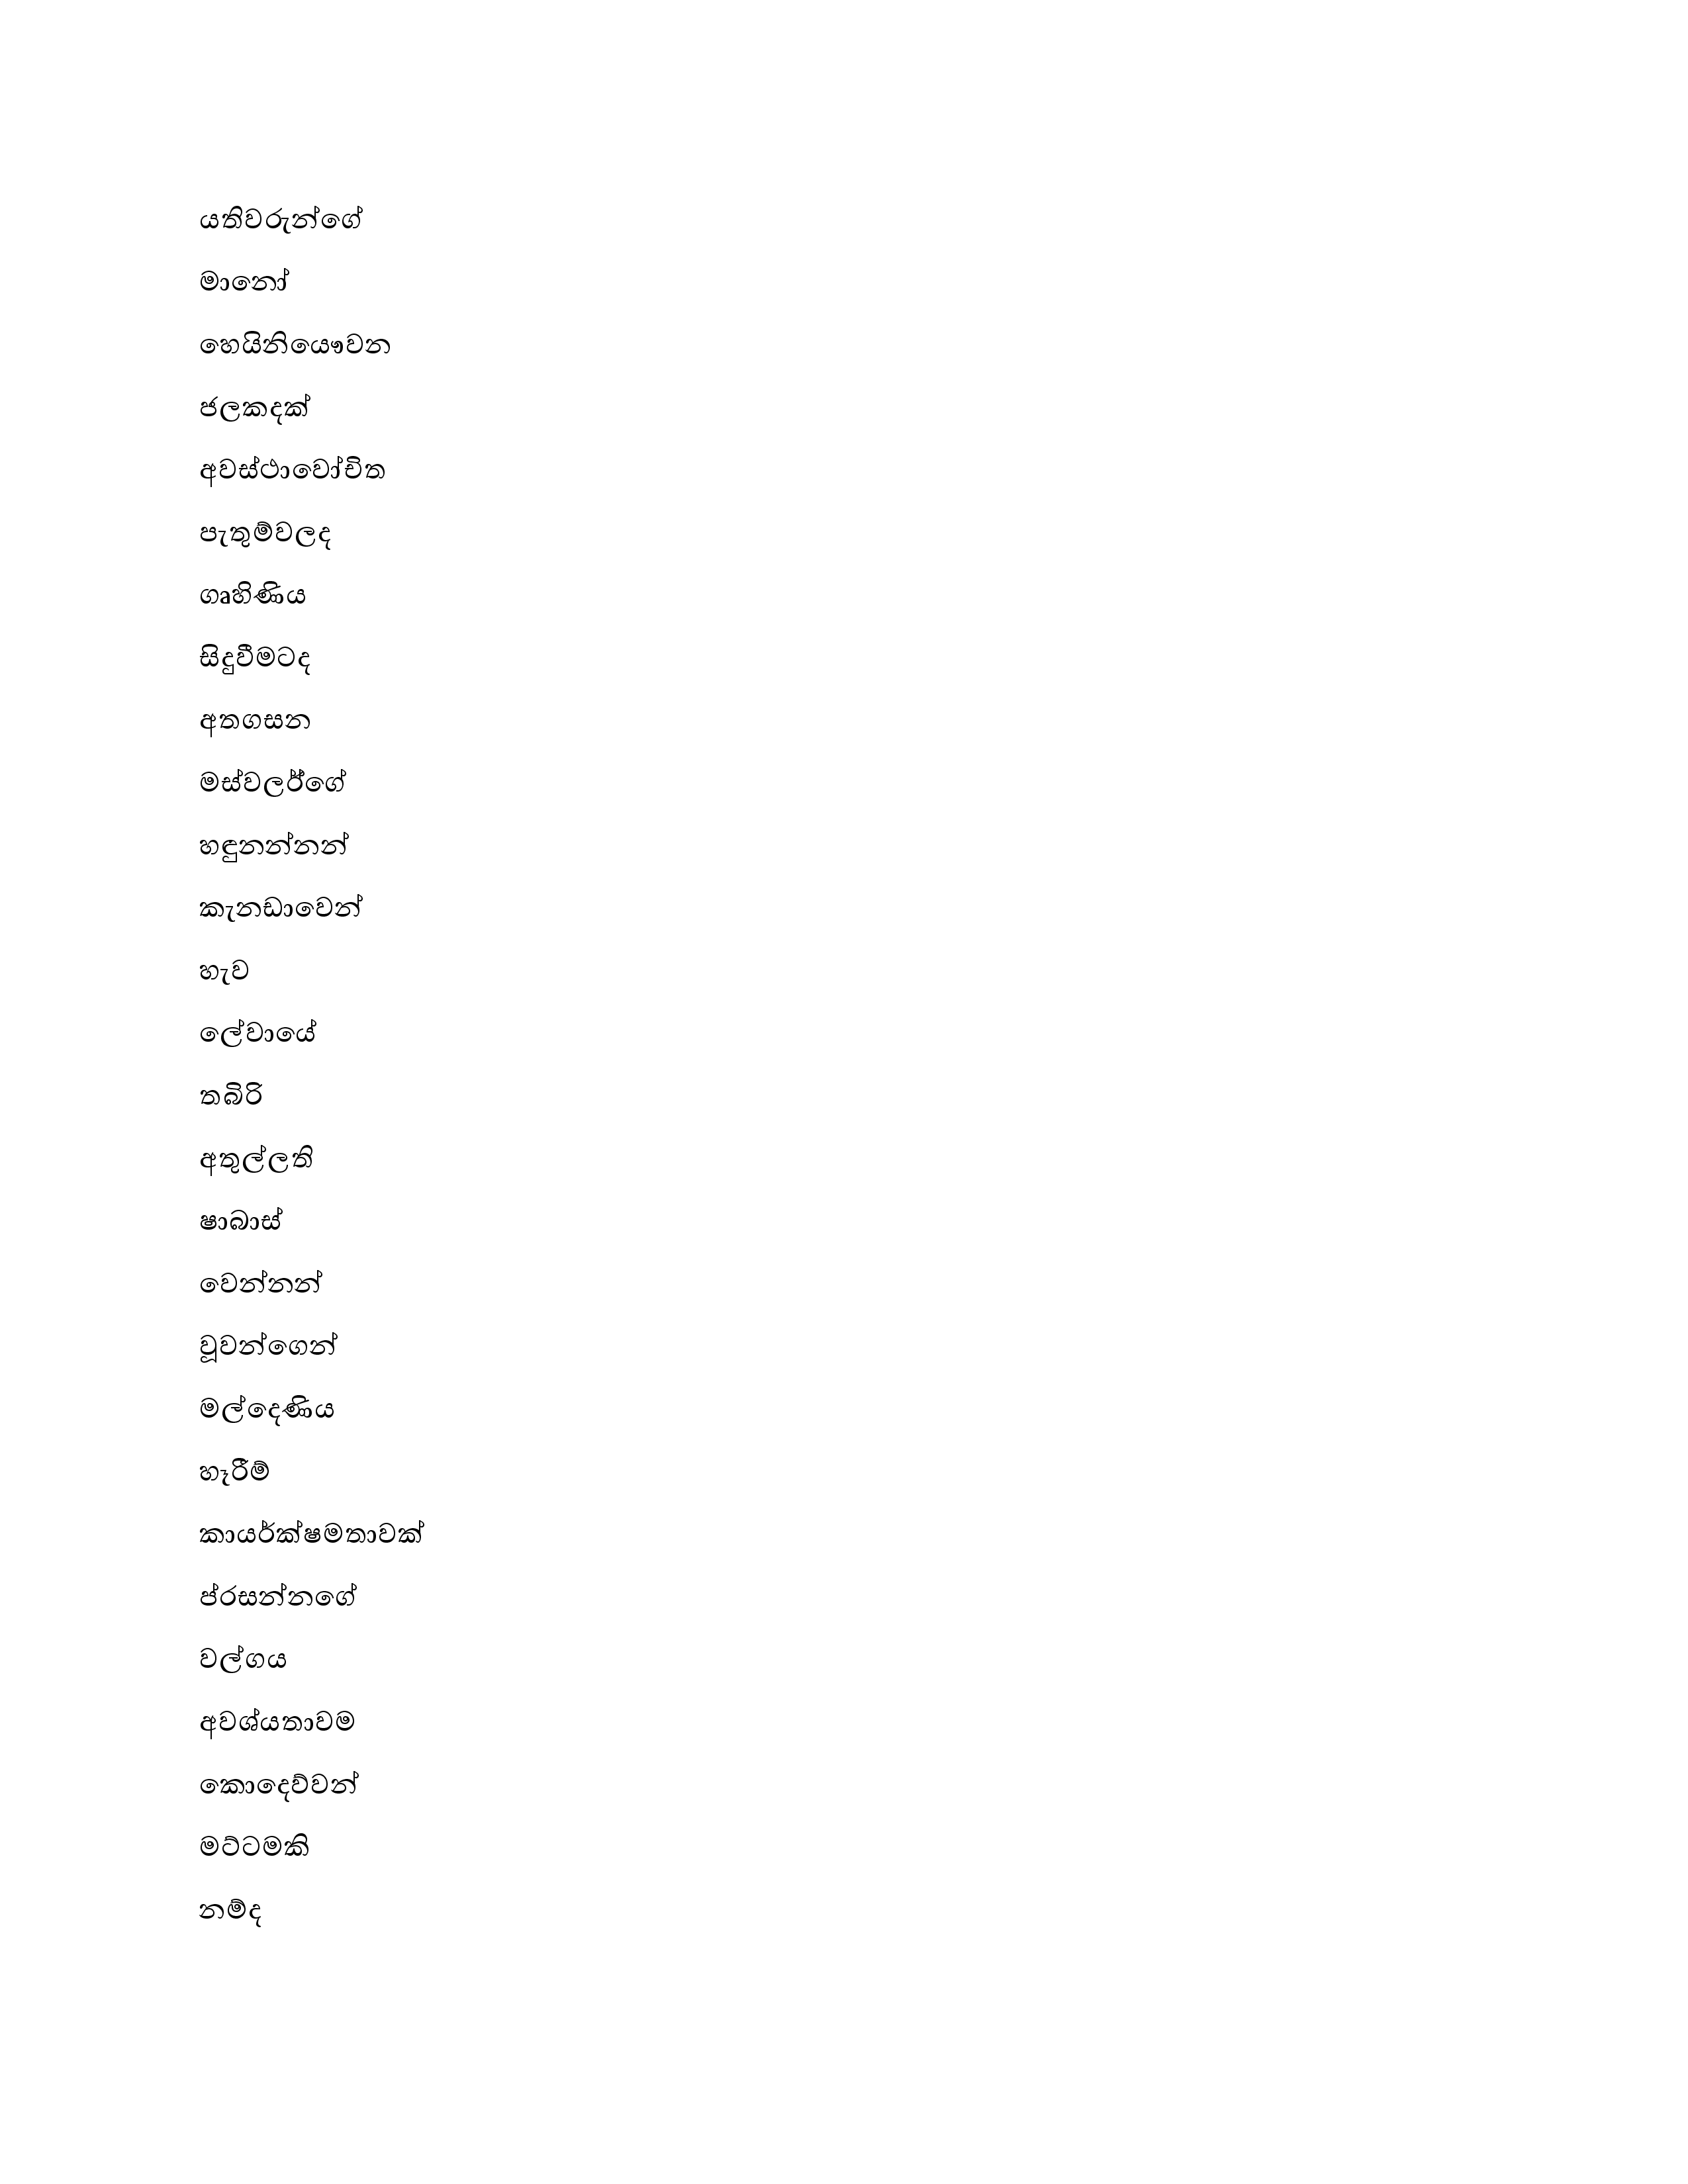 යතිවරුන්ගේ
මානෝ
හෙයිනියෞවන
ජලකඳක්
අවස්ථාවෝචිත
පැතුම්වලද
ගෘහිණිය
සිදුවීමටද
අතගසන
මස්වලර්ගේ
හඳුනන්නන්
කැනඩාවෙන්
හැව
ලේවායේ
තබිරි
අතුල්ලති
ෂාබාස්
වෙන්නන්
වූවන්ගෙන්
මල්දෙණිය
හෑරීම්
කායර්ක්ෂමතාවක්
ප්රසන්නගේ
වල්ගය
අවශ්යතාවම
කොදෙව්වන්
මට්ටමකි
නම්ද